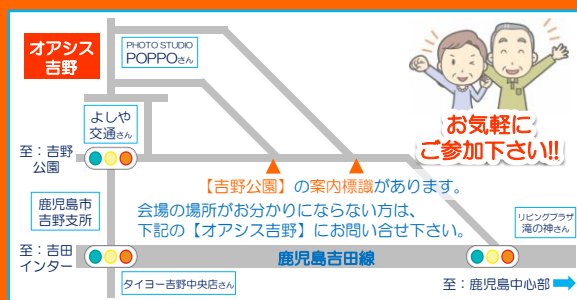 オアシス
吉野
PHOTO STUDIO
POPPOさん
よしや
交通さん
お気軽に
ご参加下さい!!
至：吉野
公園
【吉野公園】の案内標識があります。
会場の場所がお分かりにならない方は、
下記の【オアシス吉野】にお問い合せ下さい。
鹿児島市
吉野支所
リビングプラザ
滝の神さん
至：吉田
インター
鹿児島吉田線
タイヨー吉野中央店さん
至：鹿児島中心部